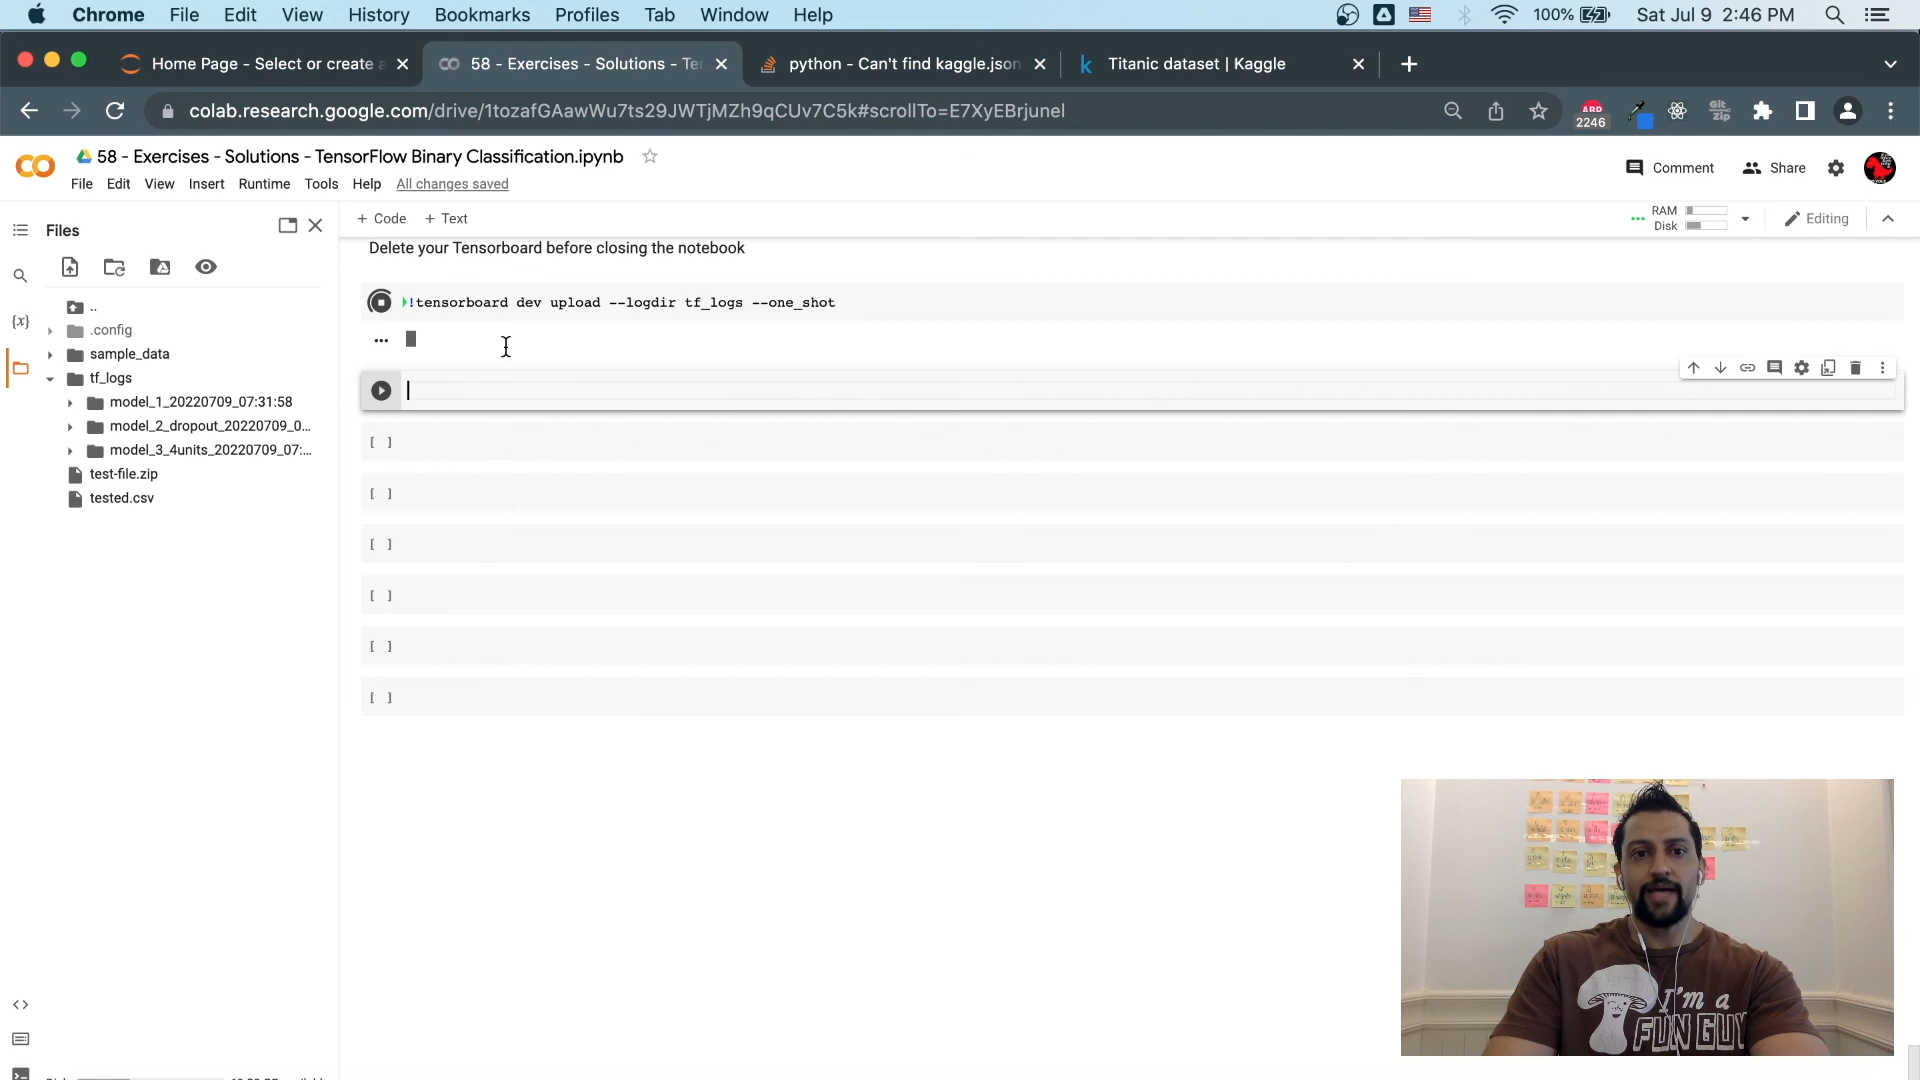 Chrome File Edit View History Bookmarks Profiles Tab Window Help 100% Sat Jul 9 2:46 PM
Home Page - Select or create a 58 - Exercises - Solutions - Te python - Can't find kaggle.json Titanic dataset | Kaggle
colab.research.google.com/drive/1tozafGAawWu7ts29JWTjMZh9qCUv7C5k#scrollTo=E7XyEBrjunel ABP 2246 Git Zip
58 - Exercises - Solutions - TensorFlow Binary Classification.ipynb
Comment Share
File Edit View Insert Runtime Tools Help All changes saved
+ Code + Text RAM Disk Editing
Files
Delete your Tensorboard before closing the notebook
!tensorboard dev upload --logdir tf_logs --one_shot
..
{x}
.config
sample_data
tf_logs
model_1_20220709_07:31:58
model_2_dropout_20220709_0...
model_3_4units_20220709_07:...
test-file.zip
tested.csv
[ ]
[ ]
[ ]
[ ]
[ ]
[ ]
I'm a
FUN GUY